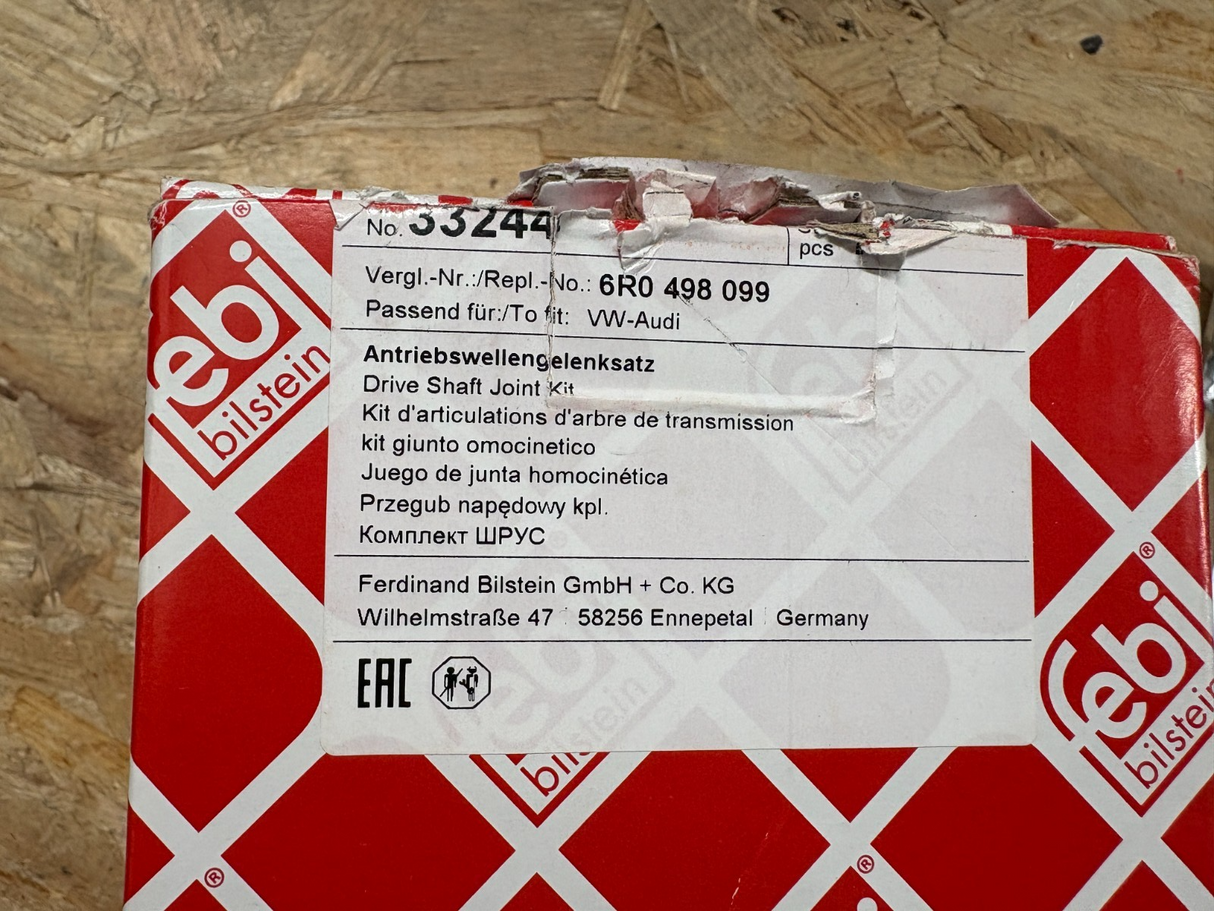 febi®
bilstein
No. 33244
pcs
Vergl.-Nr.:/Repl.-No.: 6R0 498 099
Passend für:/To fit: VW-Audi
Antriebswellengelenksatz
Drive Shaft Joint Kit
Kit d'articulations d'arbre de transmission
kit giunto omocinetico
Juego de junta homocinética
Przegub napędowy kpl.
Комплект ШРУС
Ferdinand Bilstein GmbH + Co. KG
Wilhelmstraße 47 58256 Ennepetal Germany
EAC
febi®
bilstein
bilstein
®
®